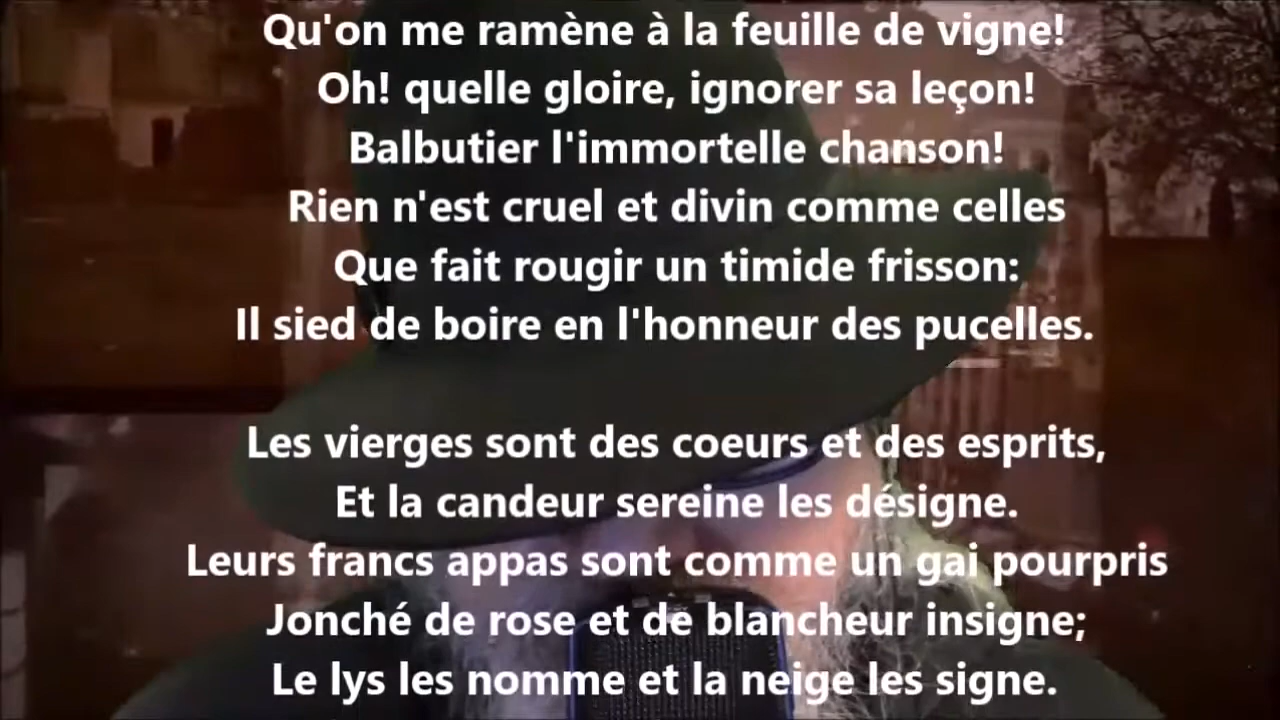 Qu'on me ramène à la feuille de vigne!
Oh! quelle gloire, ignorer sa leçon!
Balbutier l'immortelle chanson!
Rien n'est cruel et divin comme celles
Que fait rougir un timide frisson:
Il sied de boire en l'honneur des pucelles.
Les vierges sont des coeurs et des esprits,
Et la candeur sereine les désigne.
Leurs francs appas sont comme un gai pourpris
Jonché de rose et de blancheur insigne;
Le lys les nomme et la neige les signe.